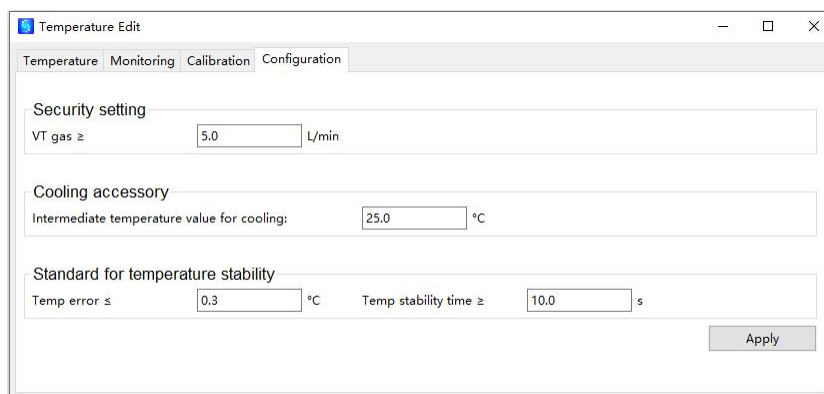 Temperature Edit
Temperature Monitoring Calibration Configuration
Security setting
VT gas ≥ 5.0 L/min
Cooling accessory
Intermediate temperature value for cooling: 25.0 °C
Standard for temperature stability
Temp error ≤ 0.3 °C Temp stability time ≥ 10.0 s
Apply